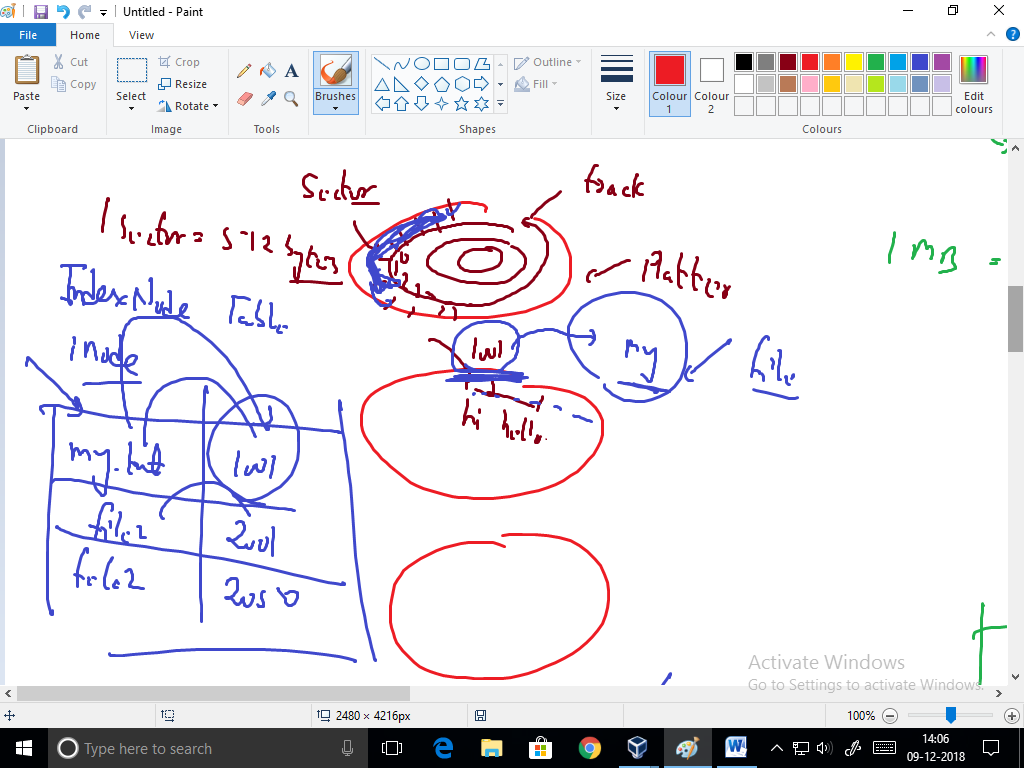 Untitled - Paint
File
Home
View
Paste
Cut
Copy
Clipboard
Select
Crop
Resize
Rotate
Image
A
Tools
Brushes
Shapes
Outline
Fill
Size
Colour 1
Colour 2
Edit colours
Colours
Sector
track
1 sector = 512 bytes
Platter
1 MB =
Index Node Table
inode
1001
my
file
hi hello.
my.txt
1001
file2
2001
file2
2050
Activate Windows
Go to Settings to activate Windows.
2480 × 4216px
100%
Type here to search
14:06
09-12-2018